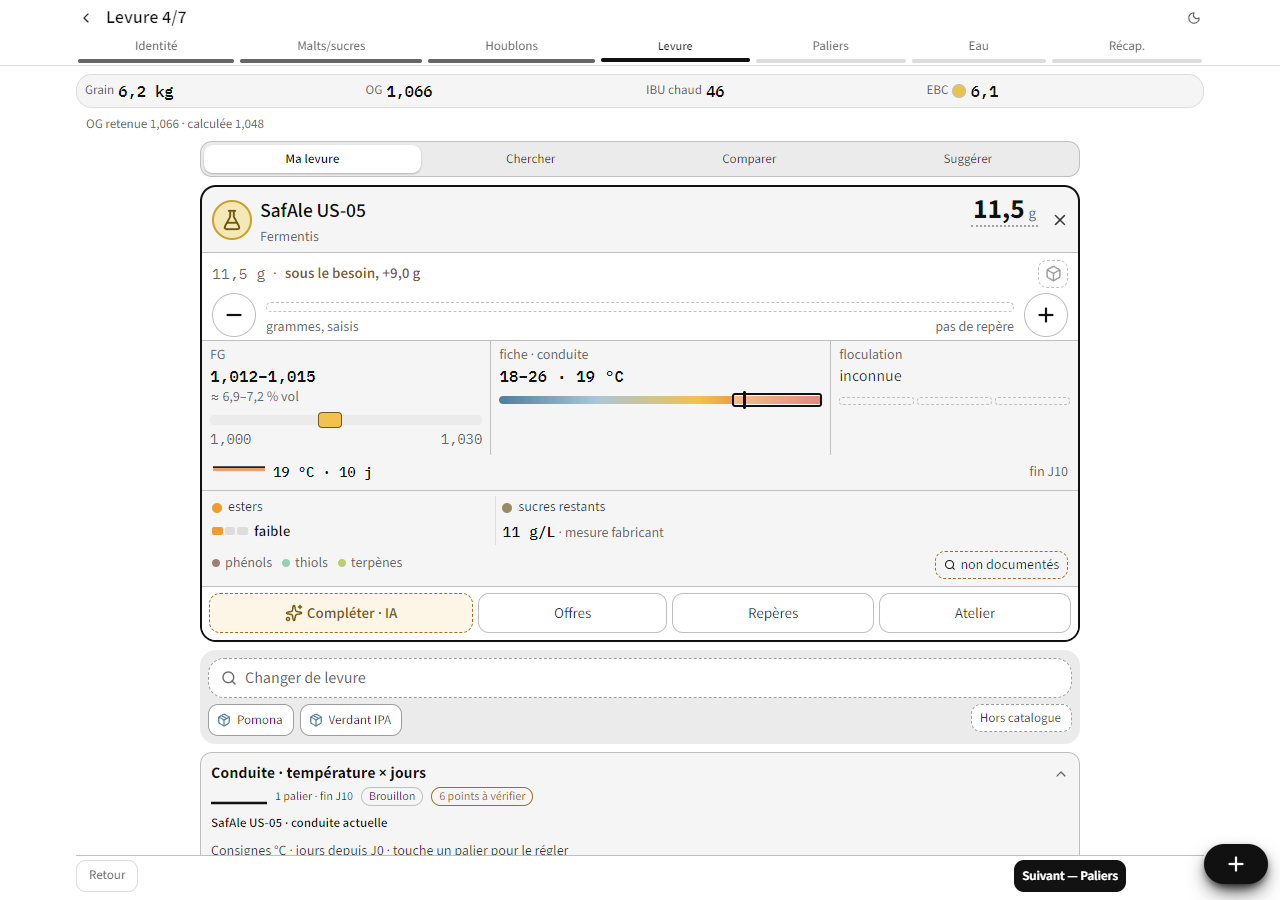 Levure 4/7
Identité Malts/sucres Houblons Levure Paliers Eau Récap.
Grain 6,2 kg OG 1,066 IBU chaud 46 EBC 6,1
OG retenue 1,066 · calculée 1,048
Ma levure Chercher Comparer Suggérer
SafAle US-05 11,5 g
Fermentis
11,5 g · sous le besoin, +9,0 g
grammes, saisis pas de repère
FG fiche · conduite floculation
1,012–1,015 18–26 · 19 °C inconnue
≈ 6,9–7,2 % vol
1,000 1,030
19 °C · 10 j fin J10
esters sucres restants
faible 11 g/L · mesure fabricant
phénols thiols terpènes non documentés
Compléter · IA Offres Repères Atelier
Changer de levure
Pomona Verdant IPA Hors catalogue
Conduite · température × jours
1 palier · fin J10 Brouillon 6 points à vérifier
SafAle US-05 · conduite actuelle
Consignes °C · jours depuis J0 · touche un palier pour le régler
Retour Suivant — Paliers